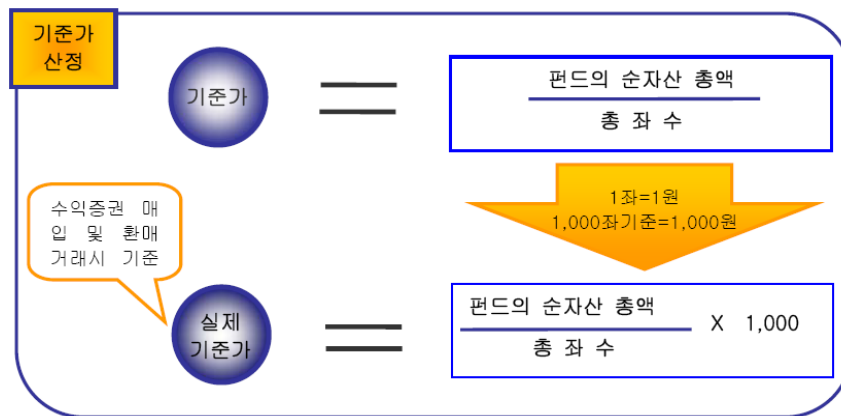 기준가
산정
기준가
펀드의 순자산 총액
총 좌 수
1좌=1원
1,000좌기준=1,000원
수익증권 매
입 및 환매
거래시 기준
실제
기준가
펀드의 순자산 총액
총 좌 수
X 1,000